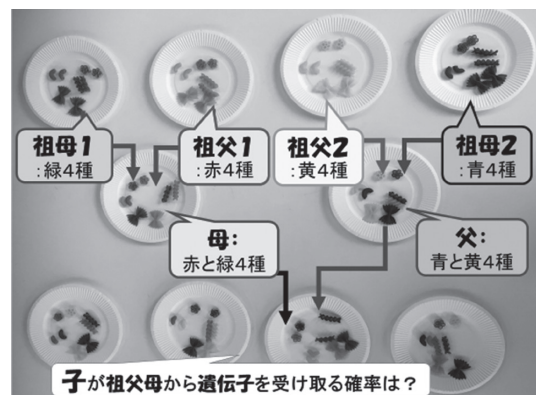 祖母1
:緑4種
祖父1
:赤4種
祖父2
:黄4種
祖母2
:青4種
母:
赤と緑4種
父:
青と黄4種
子が祖父母から遺伝子を受け取る確率は?